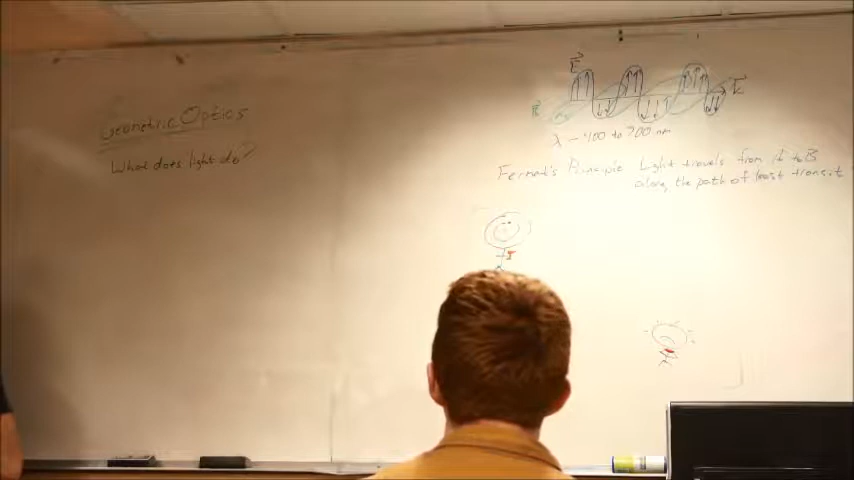 Geometric Optics
What does light do?
E
B
k
λ ~ 400 to 700 nm
Fermat's Principle Light travels from A to B
along the path of least transit